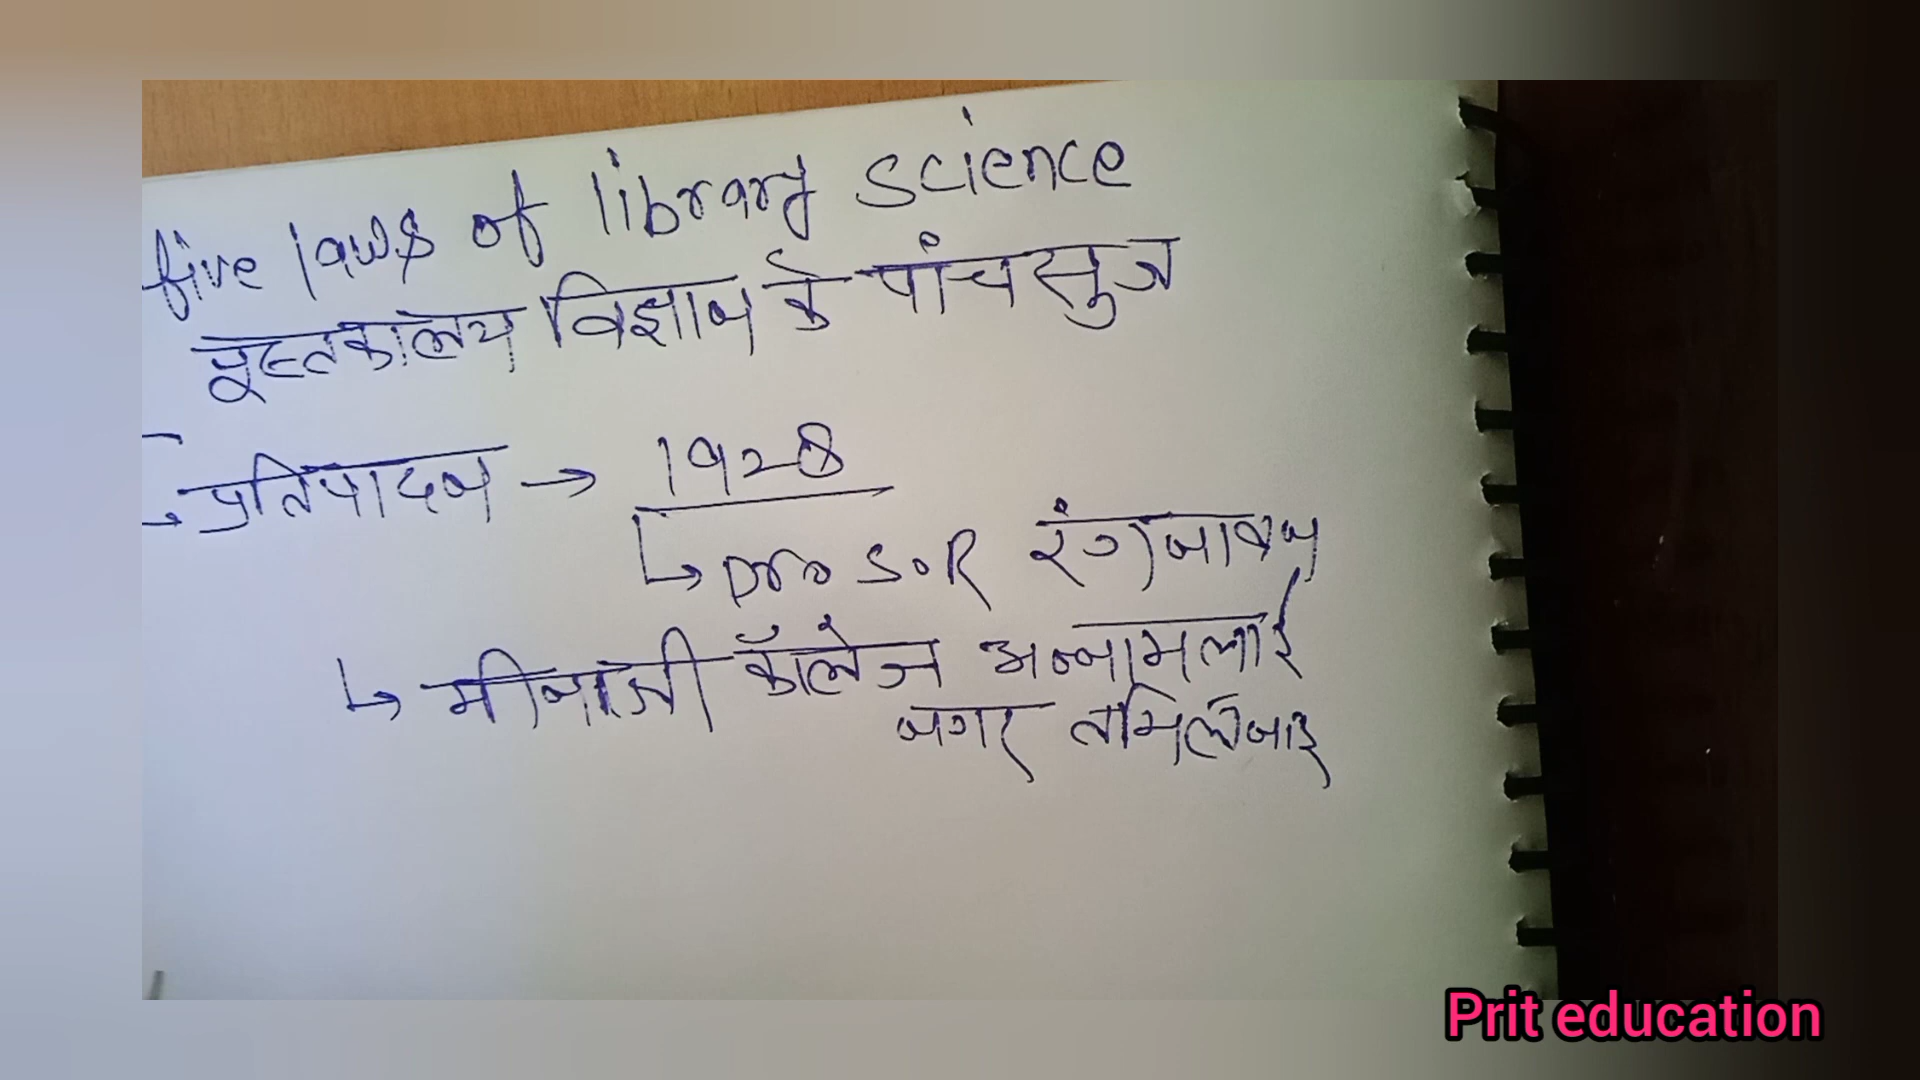 five laws of library science
पुस्तकालय विज्ञान के पांच सुत्र
प्रतिपादन → 1928
↳ pro S.R रंगनाथन
↳ मीनाजी कॉलेज अन्नामलाई
नगर तमिलनाडु
Prit education